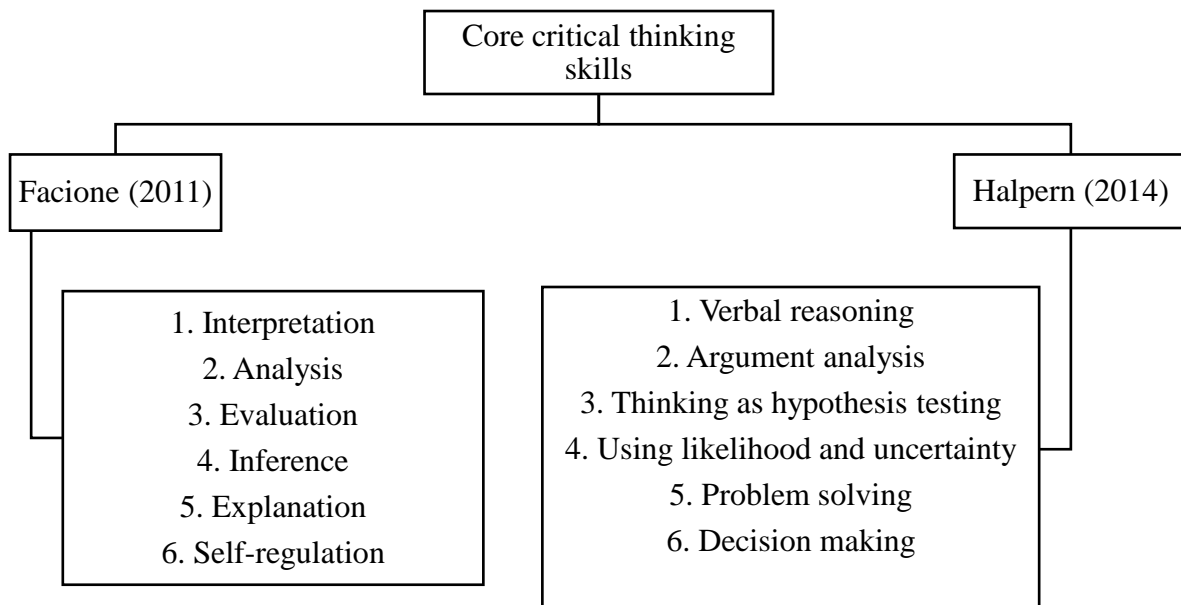 Core critical thinking
skills
Facione (2011)
Halpern (2014)
1. Interpretation
2. Analysis
3. Evaluation
4. Inference
5. Explanation
6. Self-regulation
1. Verbal reasoning
2. Argument analysis
3. Thinking as hypothesis testing
4. Using likelihood and uncertainty
5. Problem solving
6. Decision making